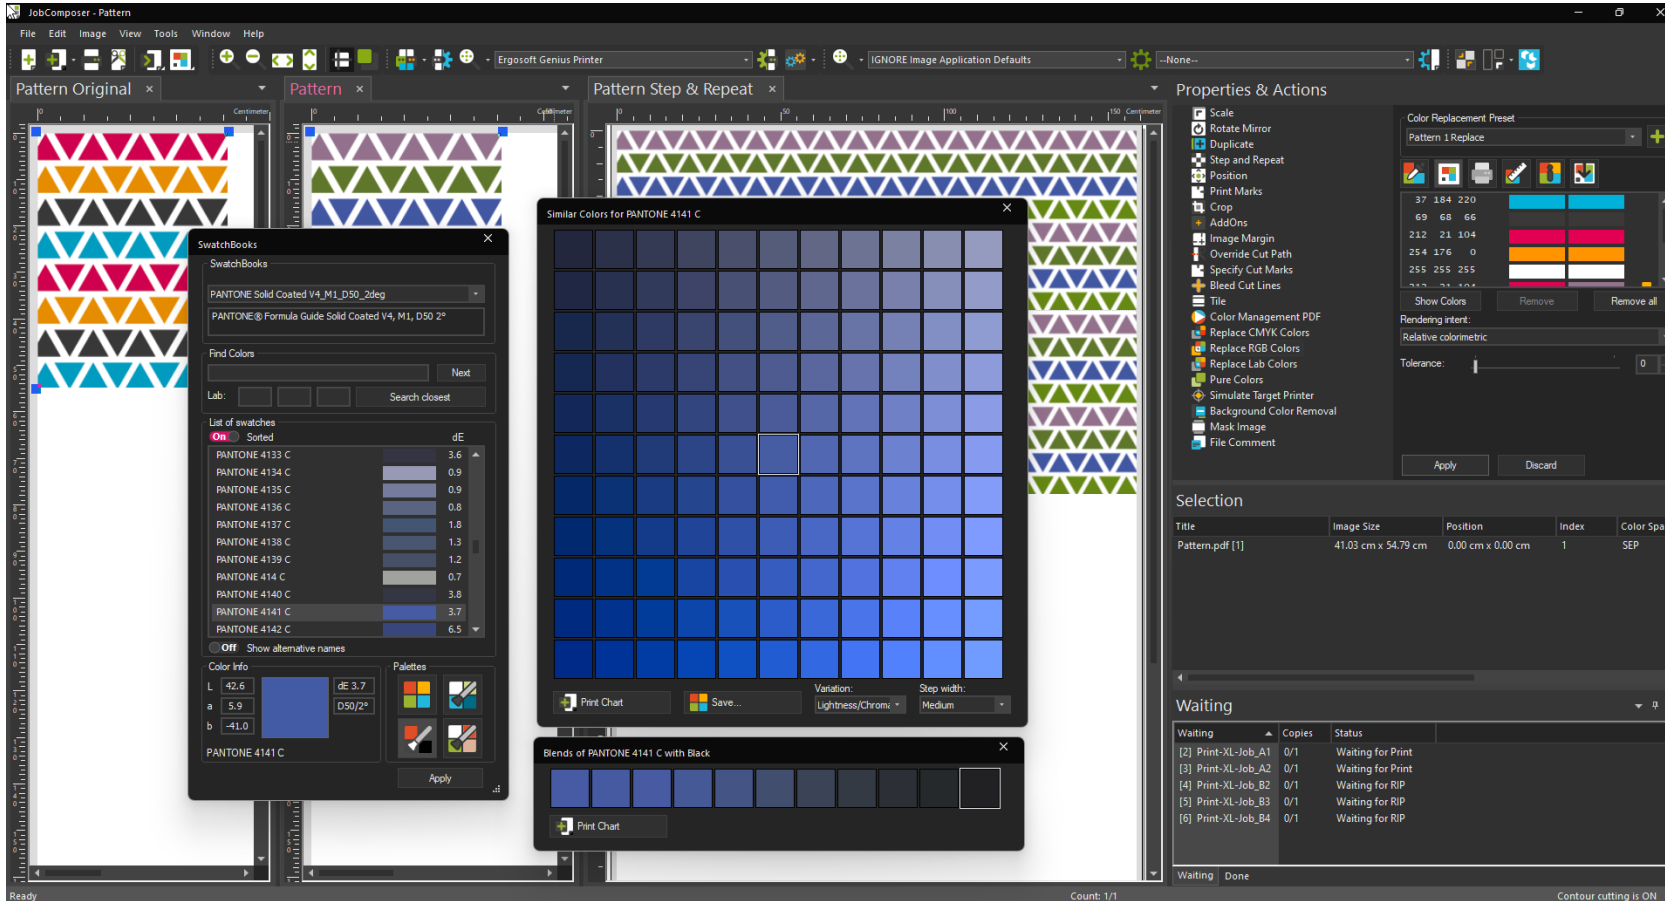 JobComposer - Pattern
File Edit Image View Tools Window Help
Ergosoft Genius Printer
IGNORE Image Application Defaults
--None--
Pattern Original ×
Pattern ×
Pattern Step & Repeat ×
Properties & Actions
Centimeter
0 50 100 150 Centimeter
Scale
Rotate Mirror
Duplicate
Step and Repeat
Position
Print Marks
Crop
AddOns
Image Margin
Override Cut Path
Specify Cut Marks
Bleed Cut Lines
Tile
Color Management PDF
Replace CMYK Colors
Replace RGB Colors
Replace Lab Colors
Pure Colors
Simulate Target Printer
Background Color Removal
Mask Image
File Comment
Color Replacement Preset
Pattern 1 Replace
37 184 220
69 68 66
212 21 104
254 176 0
255 255 255
Show Colors Remove Remove all
Rendering intent:
Relative colorimetric
Tolerance: 0
Apply Discard
SwatchBooks
SwatchBooks
PANTONE Solid Coated V4_M1_D50_2deg
PANTONE® Formula Guide Solid Coated V4, M1, D50 2°
Find Colors
Next
Lab: Search closest
List of swatches
On Sorted dE
PANTONE 4133 C 3.6
PANTONE 4134 C 0.9
PANTONE 4135 C 0.9
PANTONE 4136 C 0.8
PANTONE 4137 C 1.8
PANTONE 4138 C 1.3
PANTONE 4139 C 1.2
PANTONE 414 C 0.7
PANTONE 4140 C 3.8
PANTONE 4141 C 3.7
PANTONE 4142 C 6.5
Off Show alternative names
Color Info
L 42.6 dE 3.7
a 5.9 D50/2°
b -41.0
PANTONE 4141 C
Palettes
Apply
Similar Colors for PANTONE 4141 C
Print Chart
Save...
Variation:
Lightness/Chroma
Step width:
Medium
Blends of PANTONE 4141 C with Black
Print Chart
Selection
Title Image Size Position Index Color Spa
Pattern.pdf [1] 41.03 cm x 54.79 cm 0.00 cm x 0.00 cm 1 SEP
Waiting
Waiting Copies Status
[2] Print-XL-Job_A1 0/1 Waiting for Print
[3] Print-XL-Job_A2 0/1 Waiting for Print
[4] Print-XL-Job_B2 0/1 Waiting for RIP
[5] Print-XL-Job_B3 0/1 Waiting for RIP
[6] Print-XL-Job_B4 0/1 Waiting for RIP
Waiting Done
Ready
Count: 1/1
Contour cutting is ON